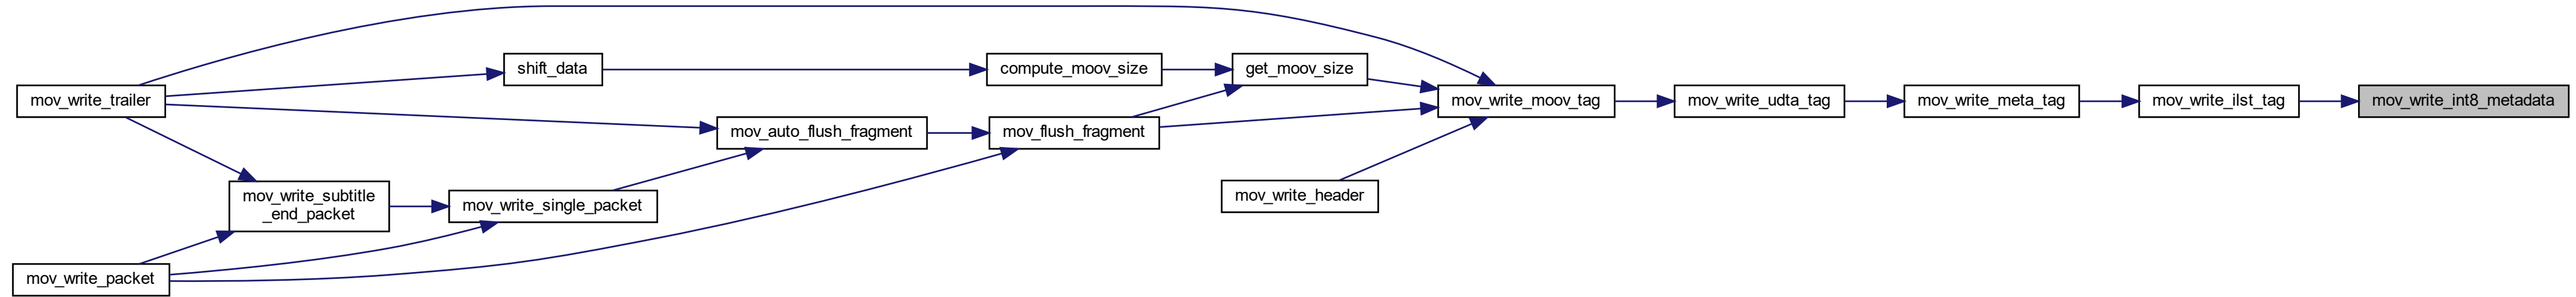 mov_write_trailer
shift_data
compute_moov_size
get_moov_size
mov_write_moov_tag
mov_write_udta_tag
mov_write_meta_tag
mov_write_ilst_tag
mov_write_int8_metadata
mov_auto_flush_fragment
mov_flush_fragment
mov_write_subtitle
_end_packet
mov_write_single_packet
mov_write_header
mov_write_packet